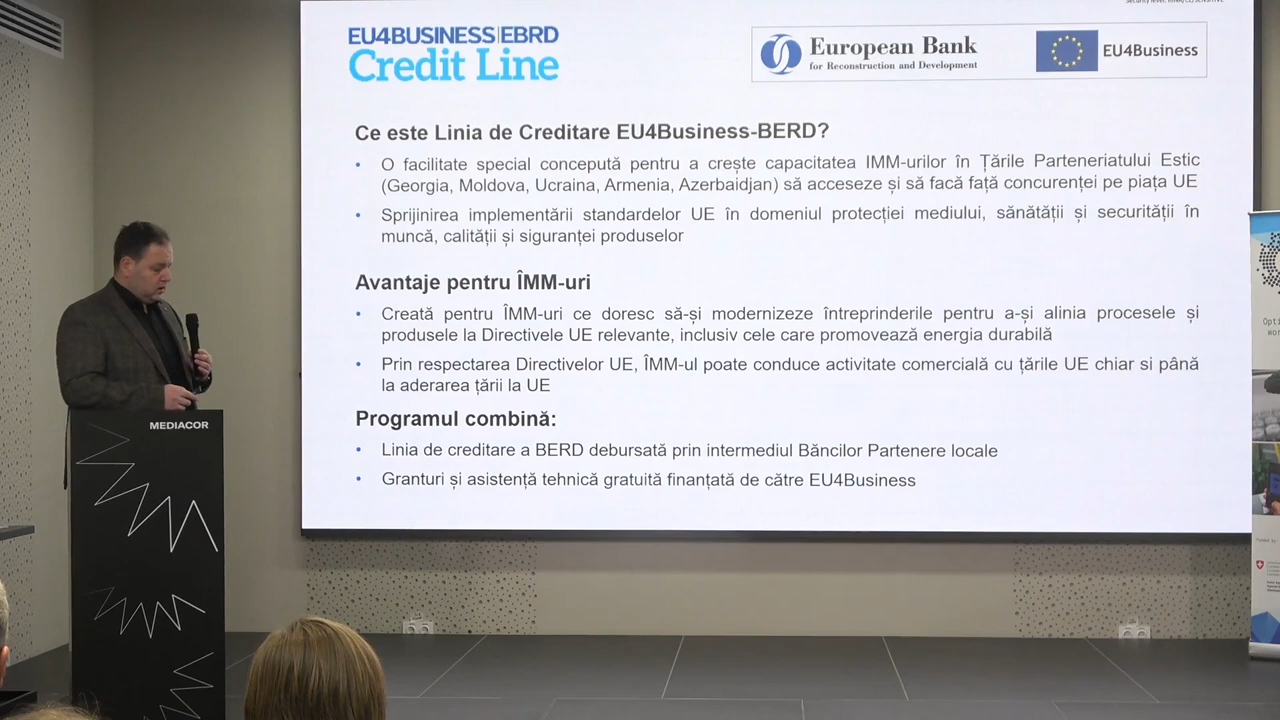 EU4BUSINESS|EBRD
Credit Line
European Bank
for Reconstruction and Development
EU4Business
Ce este Linia de Creditare EU4Business-BERD?
• O facilitate special concepută pentru a crește capacitatea IMM-urilor în Țările Parteneriatului Estic
(Georgia, Moldova, Ucraina, Armenia, Azerbaidjan) să acceseze și să facă față concurenței pe piața UE
• Sprijinirea implementării standardelor UE în domeniul protecției mediului, sănătății și securității în
muncă, calității și siguranței produselor
Avantaje pentru ÎMM-uri
• Creată pentru ÎMM-uri ce doresc să-și modernizeze întreprinderile pentru a-și alinia procesele și
produsele la Directivele UE relevante, inclusiv cele care promovează energia durabilă
• Prin respectarea Directivelor UE, ÎMM-ul poate conduce activitate comercială cu țările UE chiar si până
la aderarea țării la UE
Programul combină:
• Linia de creditare a BERD debursată prin intermediul Băncilor Partenere locale
• Granturi și asistență tehnică gratuită finanțată de către EU4Business
MEDIACOR